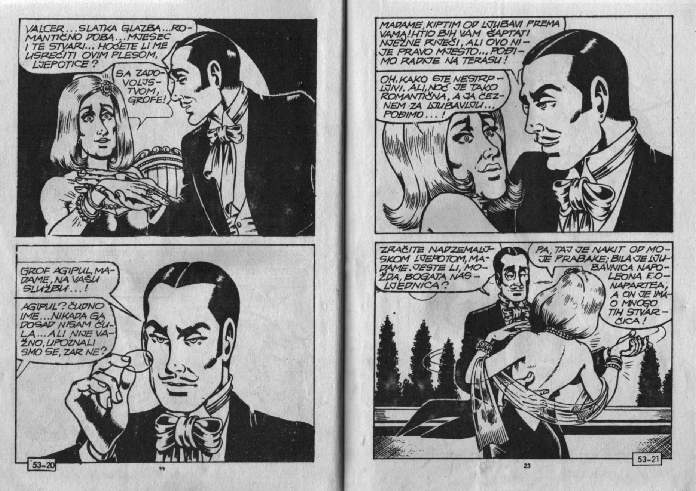 VALCER... SLATKA GLAZBA... RO-
MANTIČNO DOBA... MJESEC
I TE STVARI... HOĆETE LI ME
USREĆITI OVIM PLESOM,
LJEPOTICE?
SA ZADO-
VOLJS-
TVOM,
GROFE!
GROF AGIPUL, MA-
DAME, NA VAŠU
SLUŽBU...!
AGIPUL? ČUDNO
IME... NIKADA GA
DOSAD NISAM ČU-
LA... ALI NIJE VA-
ŽNO, UPOZNALI
SMO SE, ZAR NE?
53-20
MADAME, KIPTIM OD LJUBAVI PREMA
VAMA! HTIO BIH VAM ŠAPTATI
NJEŽNE RIJEČI, ALI OVO NI-
JE PRAVO MJESTO... POĐI-
MO RADIJE NA TERASU!
OH, KAKO STE NESTRP-
LJIVI. ALI, NOĆ JE TAKO
ROMANTIČNA, A JA ČEZ-
NEM ZA LJUBAVLJU...
POĐIMO...!
ZRAČITE NADZEMALJ-
SKOM LJEPOTOM, MA-
DAME. JESTE LI, MO-
ŽDA, BOGATA NAS-
LJEDNICA?
PA, TAJ JE NAKIT OD MO-
JE PRABAKE; BILA JE LJU-
BAVNICA NAPO-
LEONA BO-
NAPARTEA,
A ON JE IMA
O MNOGO
TIH STVAR-
ČICA!
23
53-21